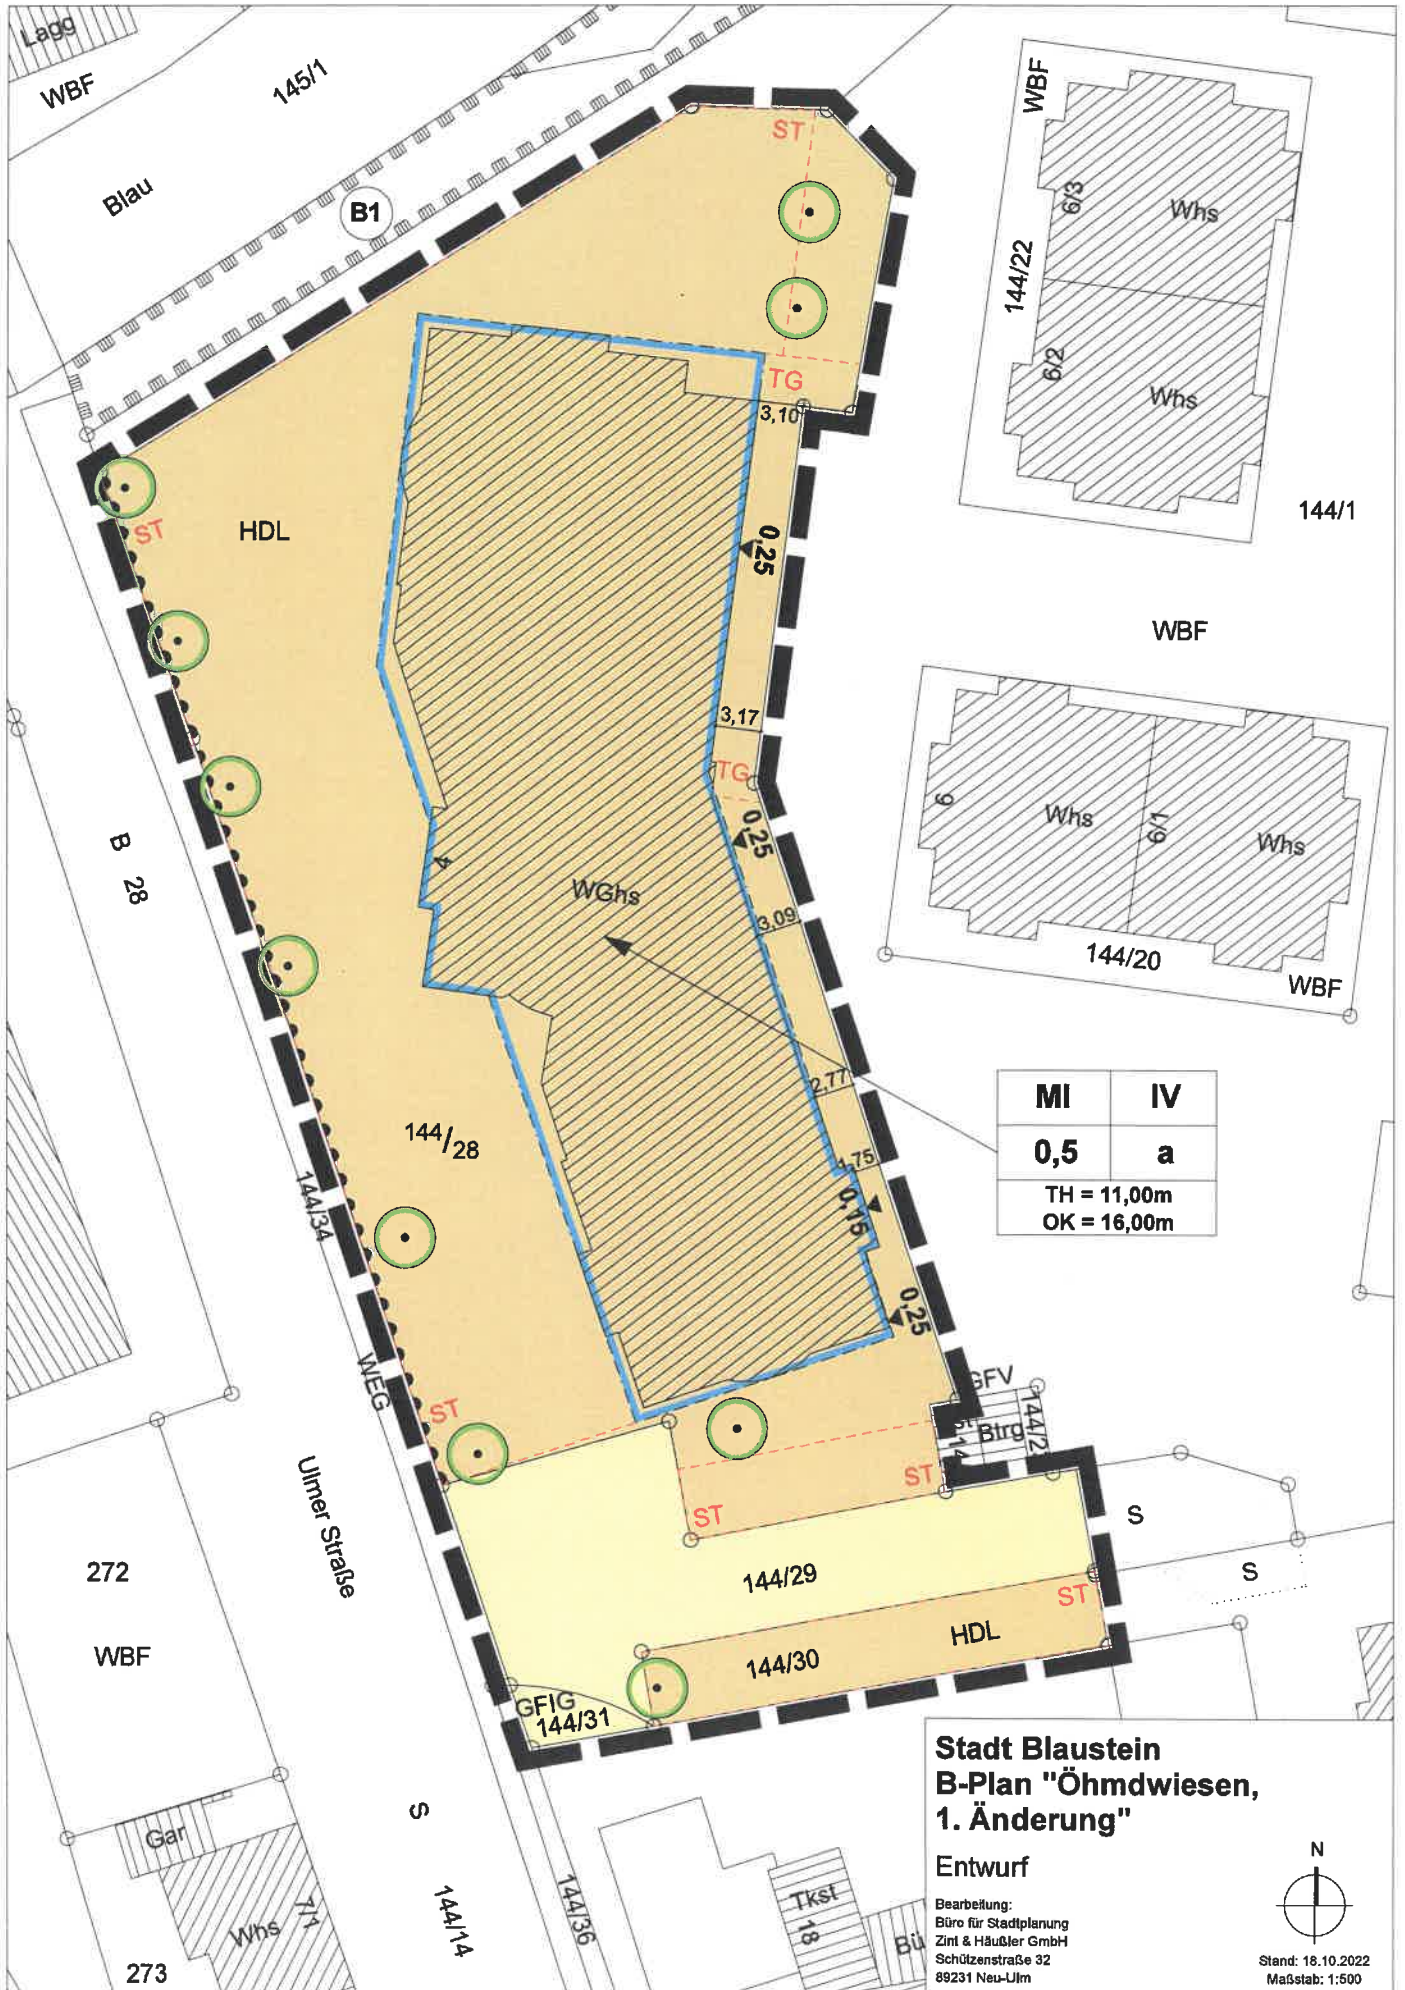 Lagg
WBF
145/1
Blau
B1
ST
WBF
6/3
Whs
144/22
6/2
Whs
TG
3,10
ST
HDL
0,25
144/1
WBF
3,17
TG
0,25
6
Whs
6/1
Whs
B 28
4
WGhs
3,09
144/20
WBF
2,77
MI IV
0,5 a
TH = 11,00m
OK = 16,00m
144/28
1,75
0,15
144/34
0,25
WEG
GFV
ST
Btrg
ST
ST
Ulmer Straße
S
272
144/29
S
ST
WBF
HDL
144/30
GFIG
144/31
Stadt Blaustein
B-Plan "Öhmdwiesen,
1. Änderung"
Entwurf
Bearbeitung:
Büro für Stadtplanung
Zint & Häußler GmbH
Schützenstraße 32
89231 Neu-Ulm
N
Stand: 18.10.2022
Maßstab: 1:500
Gar
S
7/1
Whs
144/14
144/36
Tkst
18
Bü
273